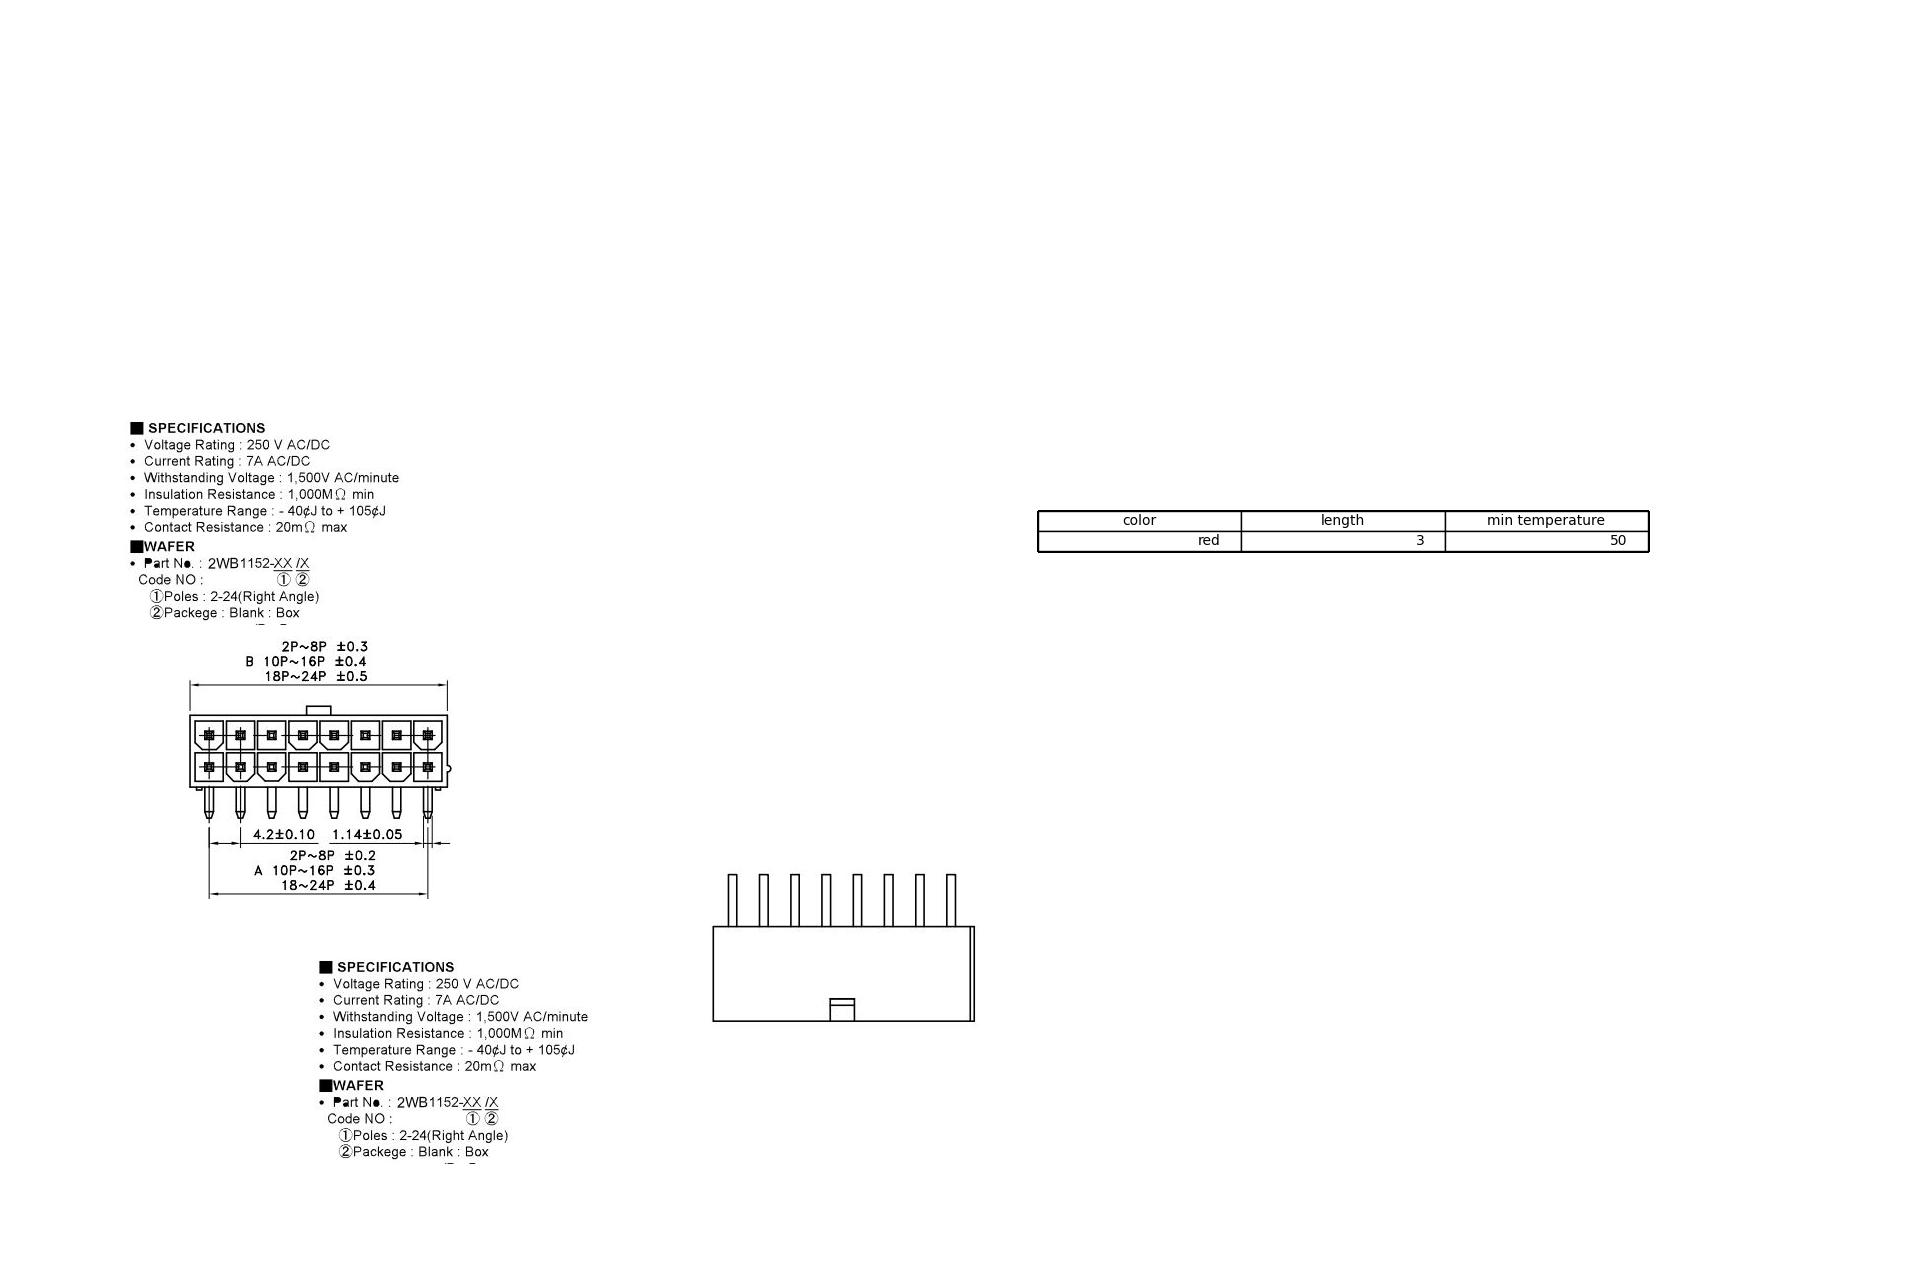 ■ SPECIFICATIONS
• Voltage Rating : 250 V AC/DC
• Current Rating : 7A AC/DC
• Withstanding Voltage : 1,500V AC/minute
• Insulation Resistance : 1,000MΩ min
• Temperature Range : - 40¢J to + 105¢J
• Contact Resistance : 20mΩ max
■WAFER
• Part No. : 2WB1152-XX /X
Code NO : ① ②
①Poles : 2-24(Right Angle)
②Packege : Blank : Box
2P~8P ±0.3
B 10P~16P ±0.4
18P~24P ±0.5
4.2±0.10 1.14±0.05
2P~8P ±0.2
A 10P~16P ±0.3
18~24P ±0.4
color length min temperature
red 3 50
■ SPECIFICATIONS
• Voltage Rating : 250 V AC/DC
• Current Rating : 7A AC/DC
• Withstanding Voltage : 1,500V AC/minute
• Insulation Resistance : 1,000MΩ min
• Temperature Range : - 40¢J to + 105¢J
• Contact Resistance : 20mΩ max
■WAFER
• Part No. : 2WB1152-XX /X
Code NO : ① ②
①Poles : 2-24(Right Angle)
②Packege : Blank : Box